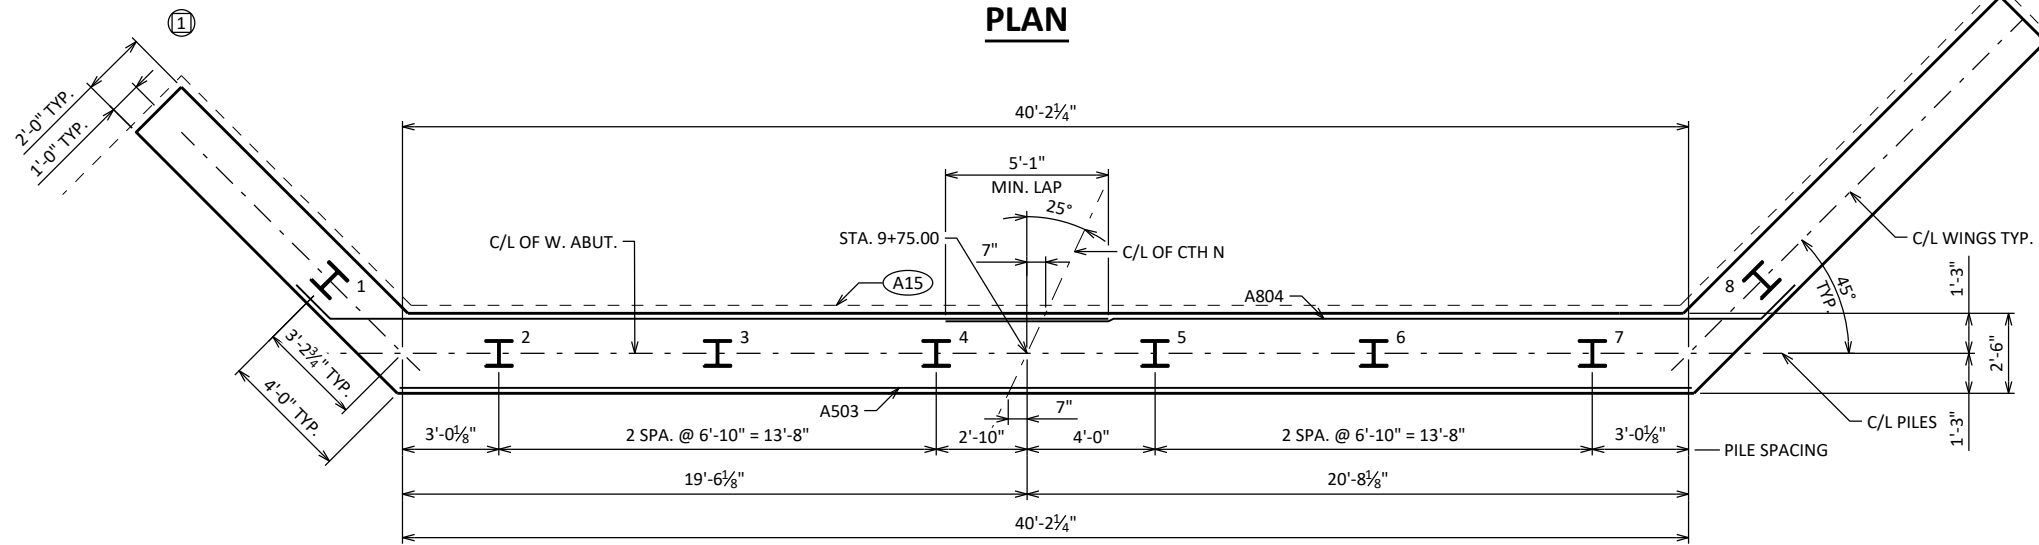 PLAN
1
2'-0" TYP.
1'-0" TYP.
40'-2¼"
5'-1"
MIN. LAP
25°
C/L OF W. ABUT.
STA. 9+75.00
7"
C/L OF CTH N
C/L WINGS TYP.
A15
A804
45°
TYP.
1'-3"
1
8
2
3
4
5
6
7
2'-6"
3'-2¾" TYP.
4'-0" TYP.
A503
7"
C/L PILES
1'-3"
3'-0⅛"
2 SPA. @ 6'-10" = 13'-8"
2'-10"
4'-0"
2 SPA. @ 6'-10" = 13'-8"
3'-0⅛"
PILE SPACING
19'-6⅛"
20'-8⅛"
40'-2¼"